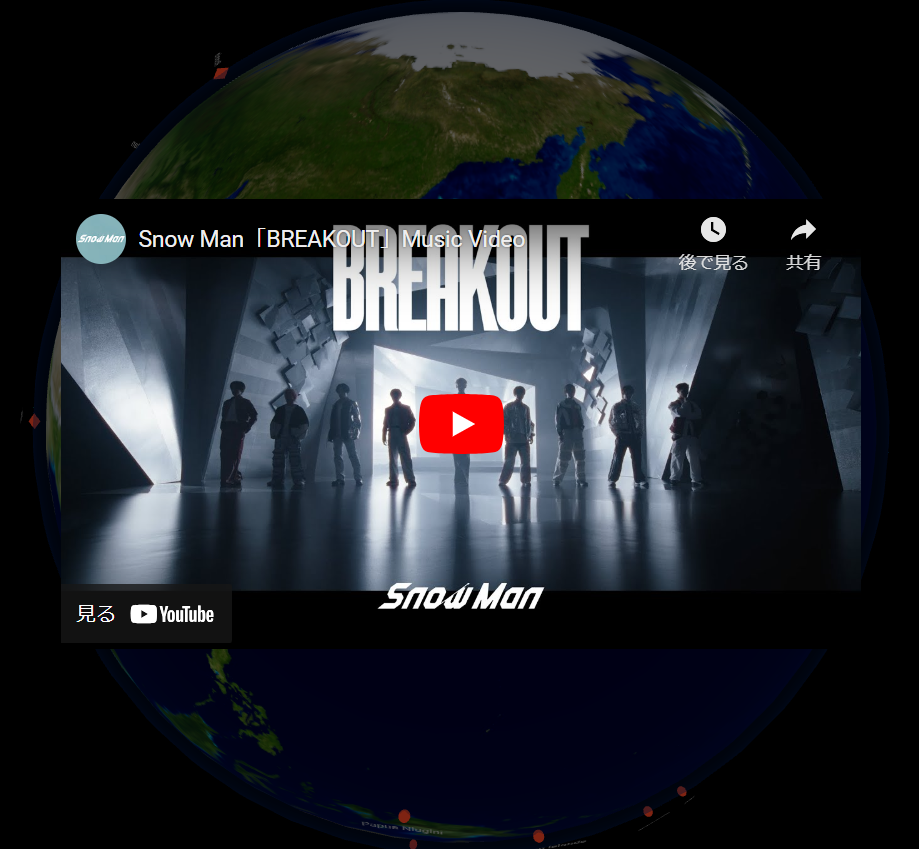 Snow Man
Snow Man「BREAKOUT」Music Video
後で見る
共有
BREAKOUT
Snow Man
見る YouTube
Papua Niugini